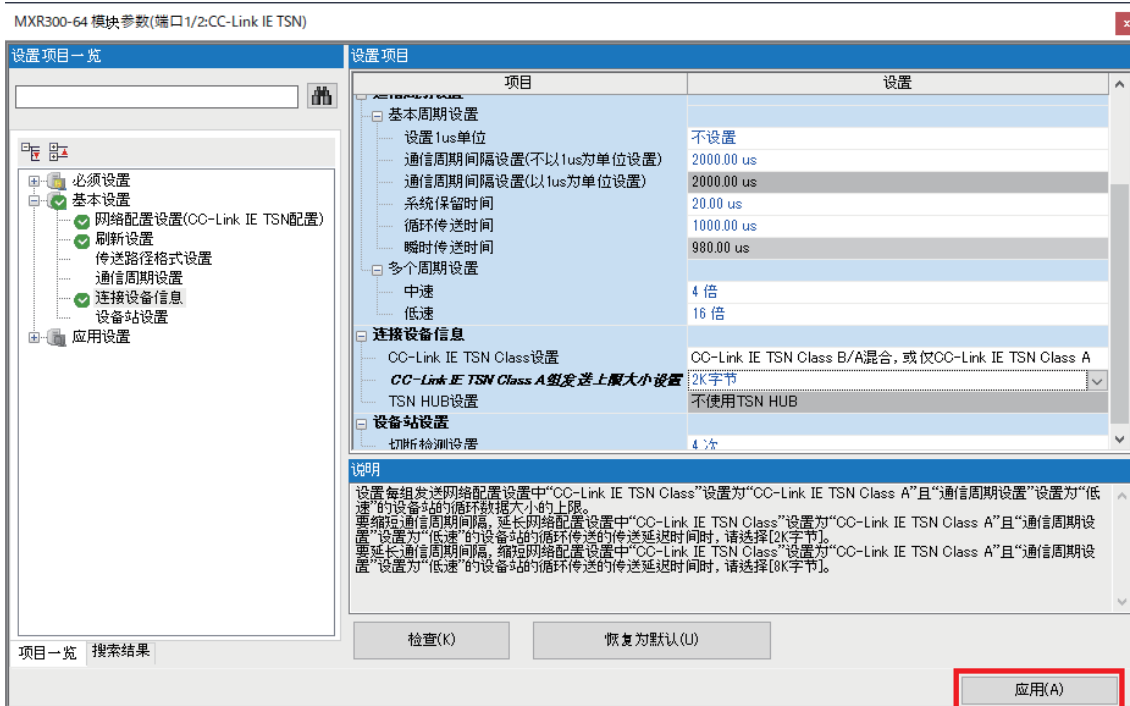 MXR300-64 模块参数(端口1/2:CC-Link IE TSN)
x
设置项目一览
必须设置
基本设置
网络配置设置(CC-Link IE TSN配置)
刷新设置
传送路径格式设置
通信周期设置
连接设备信息
设备站设置
应用设置
项目一览 搜索结果
设置项目
项目 设置
基本周期设置
设置1us单位 不设置
通信周期间隔设置(不以1us为单位设置) 2000.00 us
通信周期间隔设置(以1us为单位设置) 2000.00 us
系统保留时间 20.00 us
循环传送时间 1000.00 us
瞬时传送时间 980.00 us
多个周期设置
中速 4 倍
低速 16 倍
连接设备信息
CC-Link IE TSN Class设置 CC-Link IE TSN Class B/A混合, 或仅CC-Link IE TSN Class A
CC-Link IE TSN Class A组发送上限大小设置 2K字节
TSN HUB设置 不使用TSN HUB
设备站设置
切断检测设置 4 次
说明
设置每组发送网络配置设置中“CC-Link IE TSN Class”设置为“CC-Link IE TSN Class A”且“通信周期设置”设置为“低
速”的设备站的循环数据大小的上限。
要缩短通信周期间隔, 延长网络配置设置中“CC-Link IE TSN Class”设置为“CC-Link IE TSN Class A”且“通信周期设
置”设置为“低速”的设备站的循环传送的传送延迟时间时, 请选择[2K字节]。
要延长通信周期间隔, 缩短网络配置设置中“CC-Link IE TSN Class”设置为“CC-Link IE TSN Class A”且“通信周期设
置”设置为“低速”的设备站的循环传送的传送延迟时间时, 请选择[8K字节]。
检查(K) 恢复为默认(U)
应用(A)